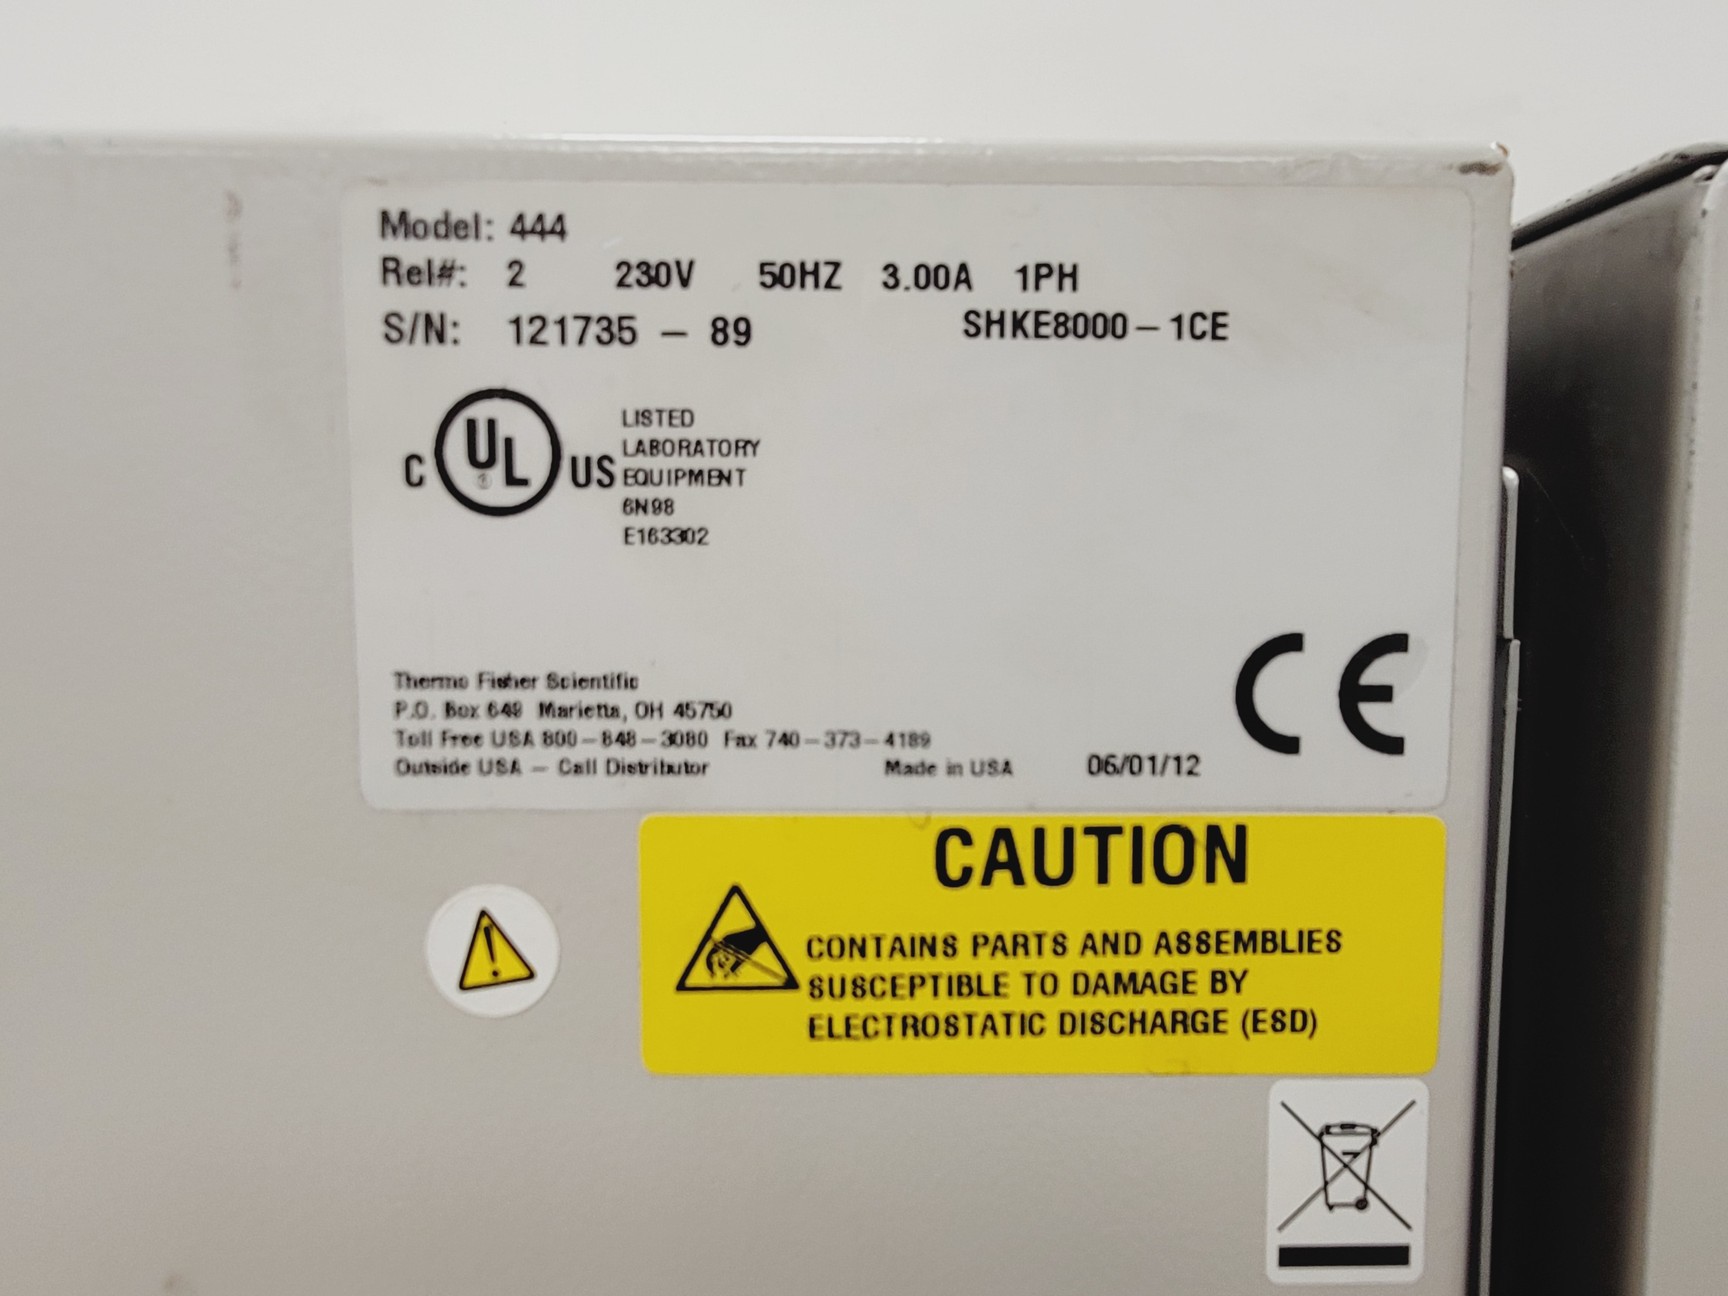 Model: 444
Rel#: 2 230V 50HZ 3.00A 1PH
S/N: 121735 - 89 SHKE8000-1CE
C UL US
LISTED
LABORATORY
EQUIPMENT
6N98
E163302
Thermo Fisher Scientific
P.O. Box 649 Marietta, OH 45750
Toll Free USA 800-848-3080 Fax 740-373-4189
Outside USA - Call Distributor Made in USA 06/01/12
CE
CAUTION
CONTAINS PARTS AND ASSEMBLIES
SUSCEPTIBLE TO DAMAGE BY
ELECTROSTATIC DISCHARGE (ESD)